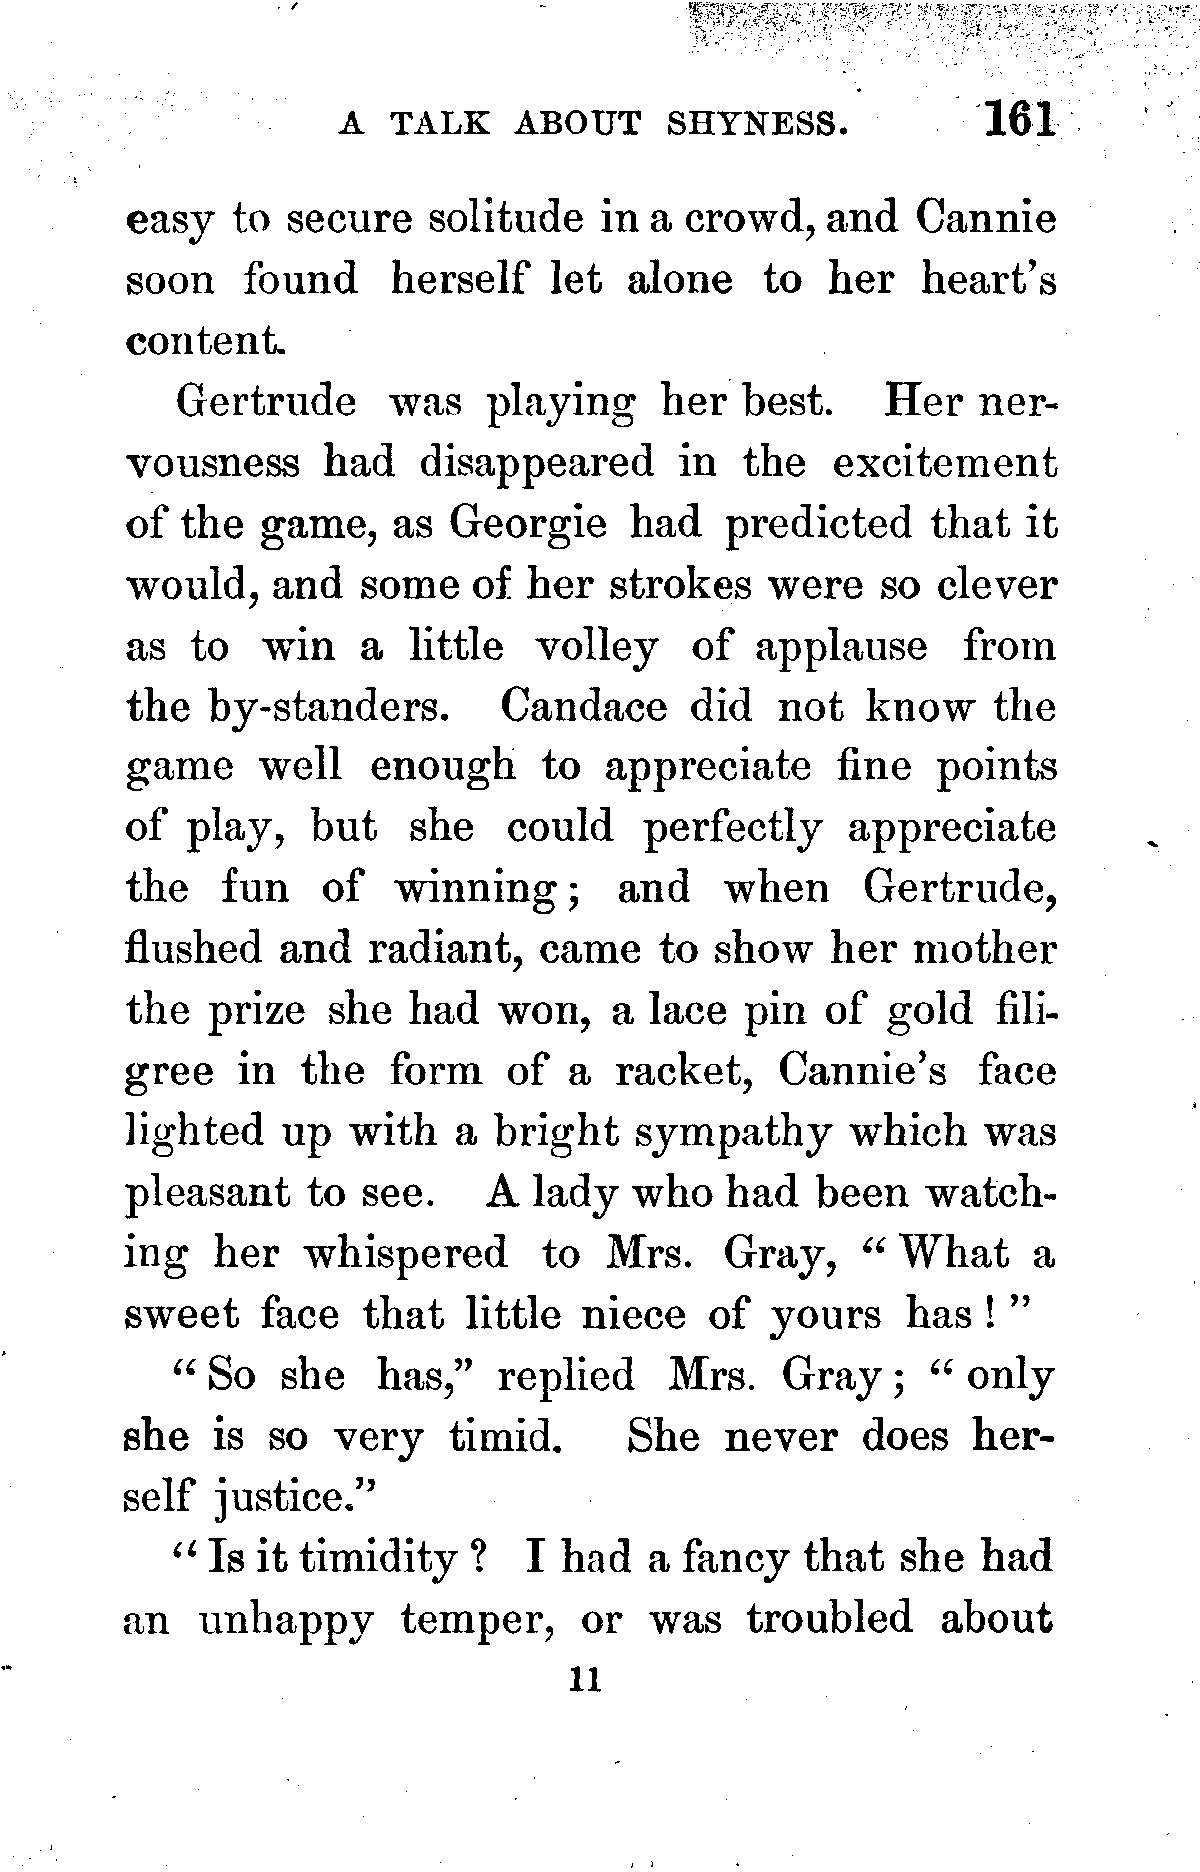 A TALK ABOUT SHYNESS. 161
easy to secure solitude in a crowd, and Cannie
soon found herself let alone to her heart's
content.
Gertrude was playing her best. Her ner-
vousness had disappeared in the excitement
of the game, as Georgie had predicted that it
would, and some of her strokes were so clever
as to win a little volley of applause from
the by-standers. Candace did not know the
game well enough to appreciate fine points
of play, but she could perfectly appreciate
the fun of winning; and when Gertrude,
flushed and radiant, came to show her mother
the prize she had won, a lace pin of gold fili-
gree in the form of a racket, Cannie's face
lighted up with a bright sympathy which was
pleasant to see. A lady who had been watch-
ing her whispered to Mrs. Gray, “What a
sweet face that little niece of yours has!”
“So she has,” replied Mrs. Gray; “only
she is so very timid. She never does her-
self justice.”
“Is it timidity? I had a fancy that she had
an unhappy temper, or was troubled about
11